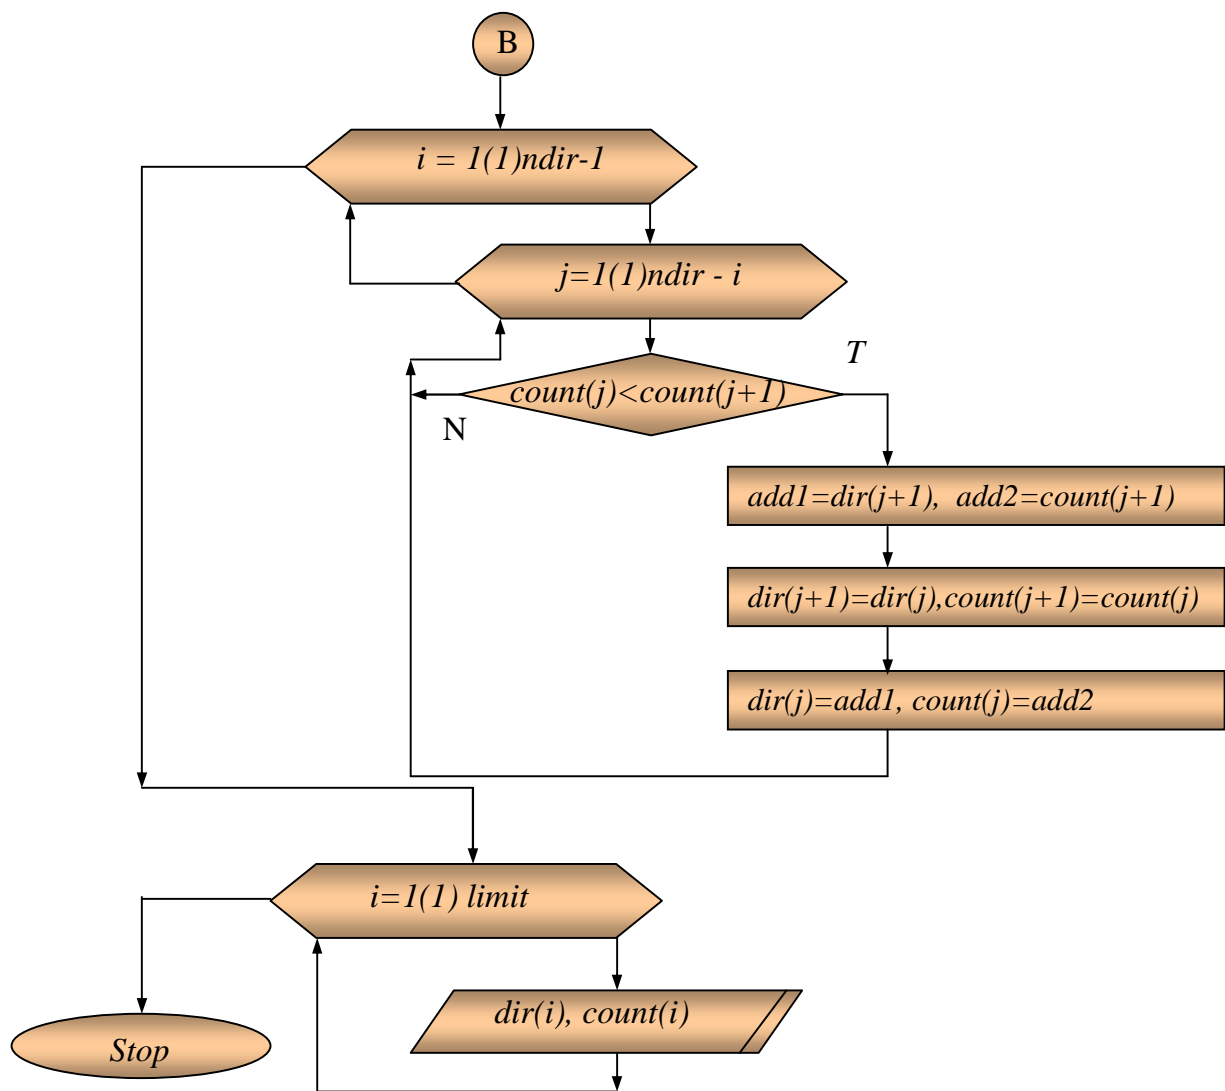 B
i = 1(1)ndir-1
j=1(1)ndir - i
T
count(j)<count(j+1)
N
add1=dir(j+1), add2=count(j+1)
dir(j+1)=dir(j),count(j+1)=count(j)
dir(j)=add1, count(j)=add2
i=1(1) limit
dir(i), count(i)
Stop